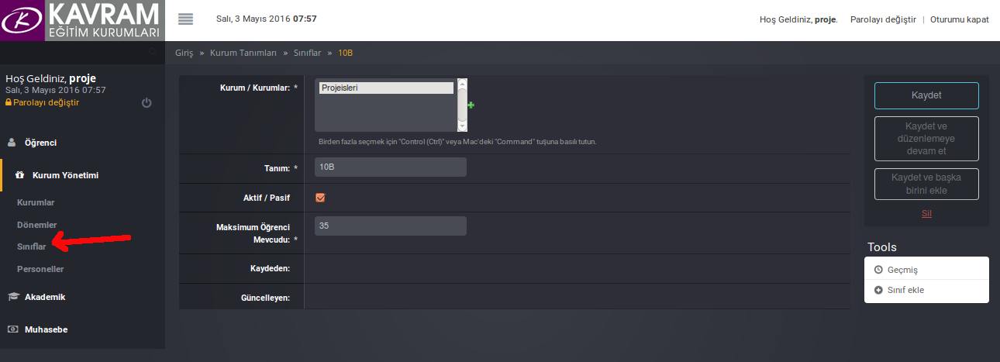 KAVRAM
EĞİTİM KURUMLARI
Salı, 3 Mayıs 2016 07:57
Hoş Geldiniz, proje. Parolayı değiştir | Oturumu kapat
Giriş » Kurum Tanımları » Sınıflar » 10B
Hoş Geldiniz, proje
Salı, 3 Mayıs 2016 07:57
Parolayı değiştir
Öğrenci
Kurum Yönetimi
Kurumlar
Dönemler
Sınıflar
Personeller
Akademik
Muhasebe
Kurum / Kurumlar: *
Projeisleri
Birden fazla seçmek için "Control (Ctrl)" veya Mac'deki "Command" tuşuna basılı tutun.
Tanım: *
10B
Aktif / Pasif
Maksimum Öğrenci
Mevcudu: *
35
Kaydeden:
Güncelleyen:
Kaydet
Kaydet ve
düzenlemeye
devam et
Kaydet ve başka
birini ekle
Sil
Tools
Geçmiş
Sınıf ekle